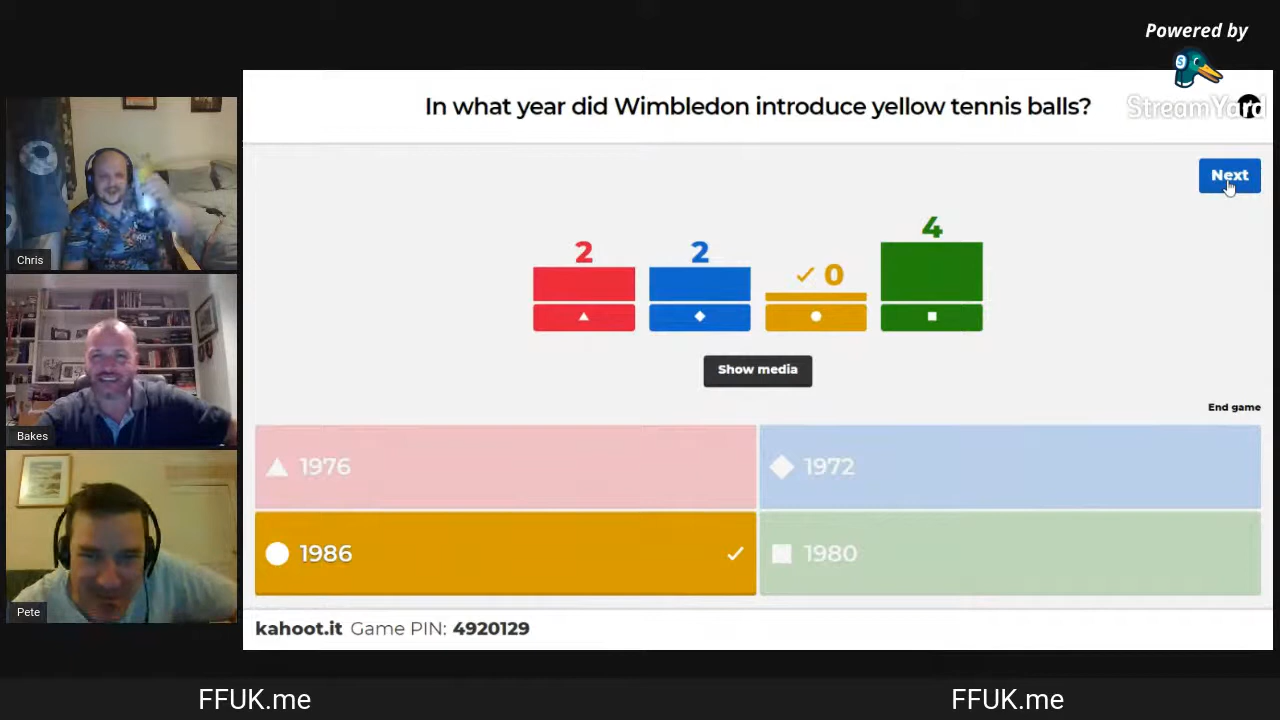 Powered by
StreamYard
In what year did Wimbledon introduce yellow tennis balls?
Next
2
2
0
4
Show media
End game
1976
1972
1986
1980
kahoot.it Game PIN: 4920129
Chris
Bakes
Pete
FFUK.me
FFUK.me